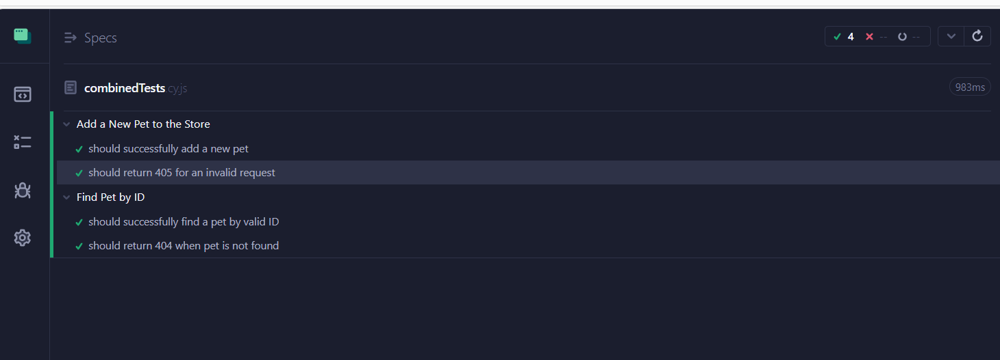 Specs
4 -- --
combinedTests.cy.js
983ms
Add a New Pet to the Store
should successfully add a new pet
should return 405 for an invalid request
Find Pet by ID
should successfully find a pet by valid ID
should return 404 when pet is not found